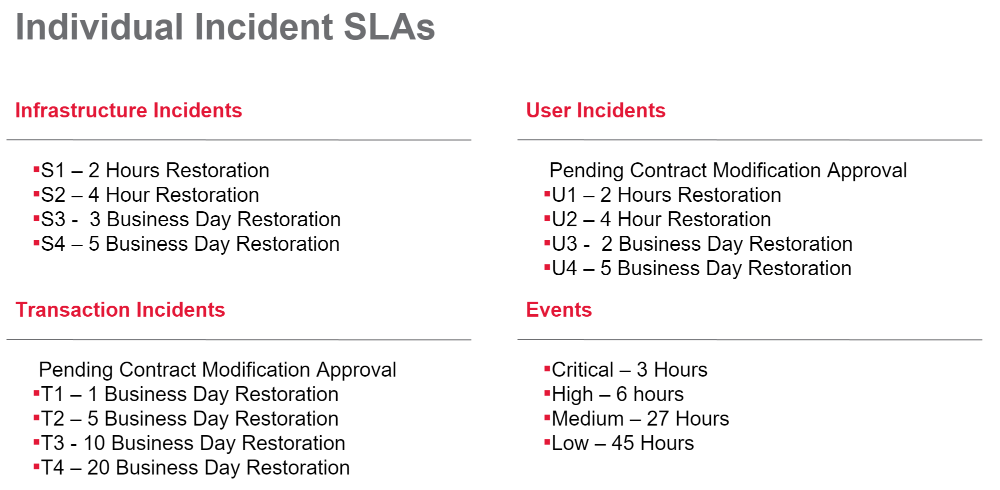 Individual Incident SLAs
Infrastructure Incidents
▪S1 – 2 Hours Restoration
▪S2 – 4 Hour Restoration
▪S3 -  3 Business Day Restoration
▪S4 – 5 Business Day Restoration
User Incidents
Pending Contract Modification Approval
▪U1 – 2 Hours Restoration
▪U2 – 4 Hour Restoration
▪U3 -  2 Business Day Restoration
▪U4 – 5 Business Day Restoration
Transaction Incidents
Pending Contract Modification Approval
▪T1 – 1 Business Day Restoration
▪T2 – 5 Business Day Restoration
▪T3 - 10 Business Day Restoration
▪T4 – 20 Business Day Restoration
Events
▪Critical – 3 Hours
▪High – 6 hours
▪Medium – 27 Hours
▪Low – 45 Hours